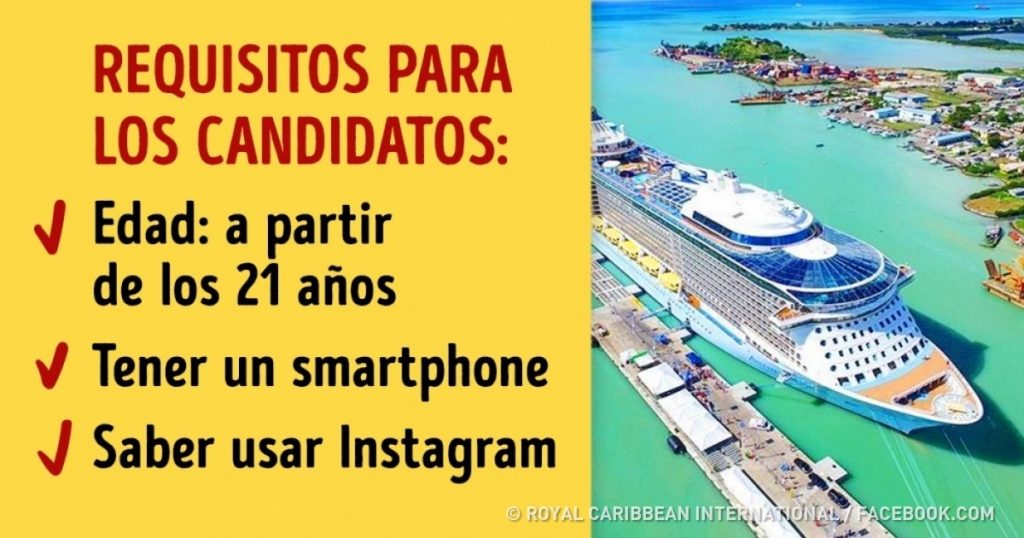 REQUISITOS PARA
LOS CANDIDATOS:
Edad: a partir
de los 21 años
Tener un smartphone
Saber usar Instagram
© ROYAL CARIBBEAN INTERNATIONAL / FACEBOOK.COM